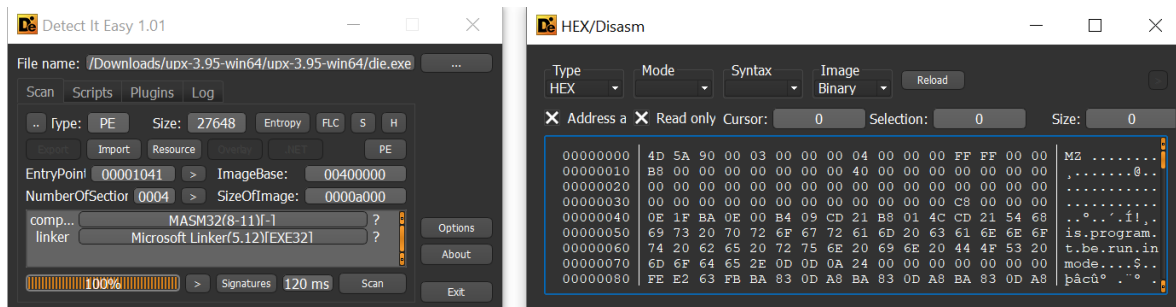 Detect It Easy 1.01
File name: /Downloads/upx-3.95-win64/upx-3.95-win64/die.exe ...
Scan Scripts Plugins Log
.. Type: PE Size: 27648 Entropy FLC S H
Export Import Resource Overlay .NET PE
EntryPoint 00001041 > ImageBase: 00400000
NumberOfSection 0004 > SizeOfImage: 0000a000
comp... MASM32(8-11)[-] ?
linker Microsoft Linker(5.12)[EXE32] ?
Options
About
100% > Signatures 120 ms Scan
Exit
HEX/Disasm
Type Mode Syntax Image
HEX Binary Reload
Address a Read only Cursor: 0 Selection: 0 Size: 0
00000000 4D 5A 90 00 03 00 00 00 04 00 00 00 FF FF 00 00 MZ ........
00000010 B8 00 00 00 00 00 00 00 40 00 00 00 00 00 00 00 ¸.......@..
00000020 00 00 00 00 00 00 00 00 00 00 00 00 00 00 00 00 ...........
00000030 00 00 00 00 00 00 00 00 00 00 00 00 C8 00 00 00 ...........
00000040 0E 1F BA 0E 00 B4 09 CD 21 B8 01 4C CD 21 54 68 ..º..´.Í!¸.
00000050 69 73 20 70 72 6F 67 72 61 6D 20 63 61 6E 6E 6F is.program.
00000060 74 20 62 65 20 72 75 6E 20 69 6E 20 44 4F 53 20 t.be.run.in
00000070 6D 6F 64 65 2E 0D 0D 0A 24 00 00 00 00 00 00 00 mode....$..
00000080 FE E2 63 FB BA 83 0D A8 BA 83 0D A8 BA 83 0D A8 þâcûº .¨º .